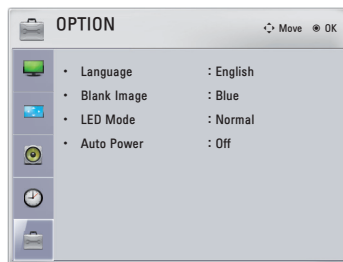 OPTION
Move OK
• Language : English
• Blank Image : Blue
• LED Mode : Normal
• Auto Power : Off